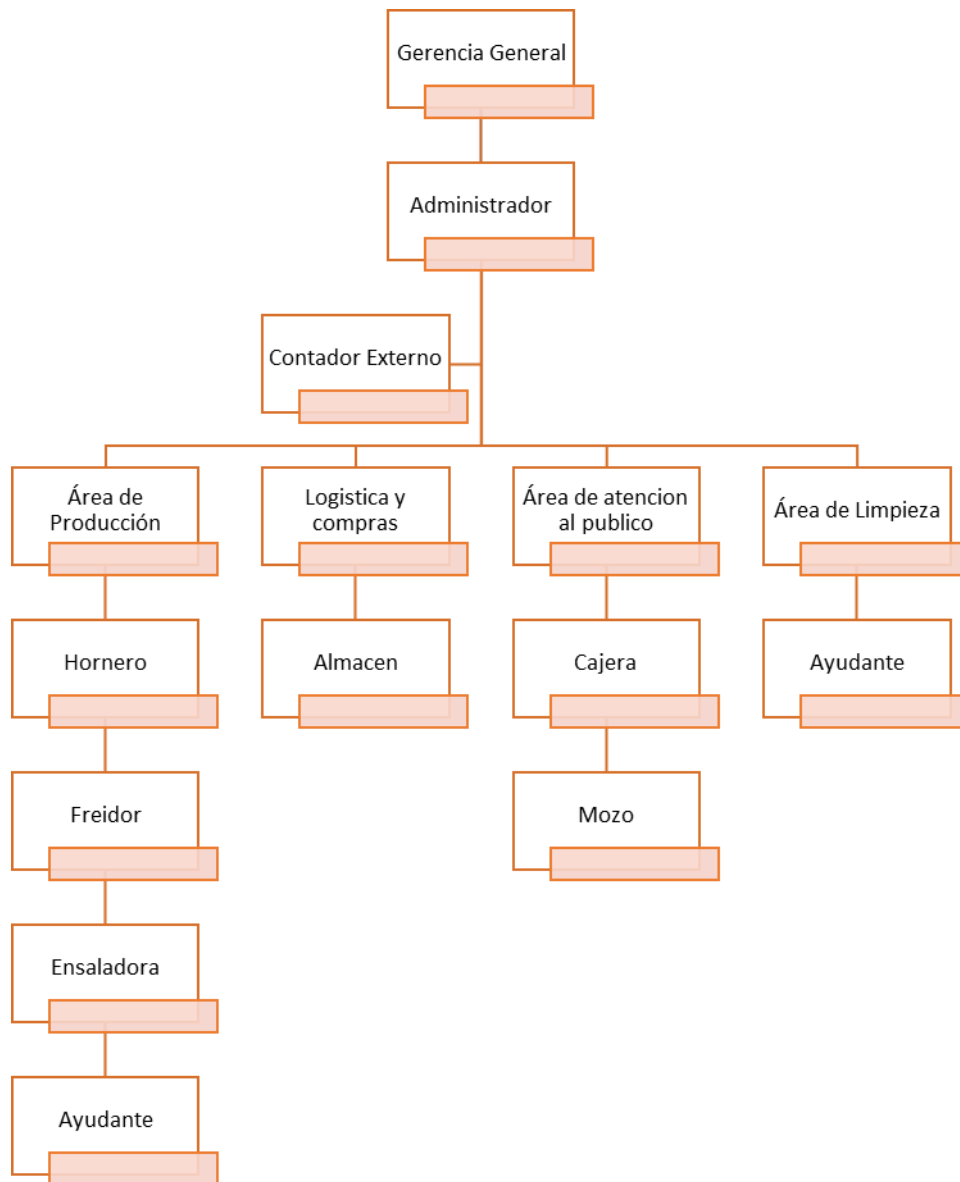 Gerencia General
Administrador
Contador Externo
Área de
Producción
Logistica y
compras
Área de atencion
al publico
Área de Limpieza
Hornero
Almacen
Cajera
Ayudante
Freidor
Mozo
Ensaladora
Ayudante